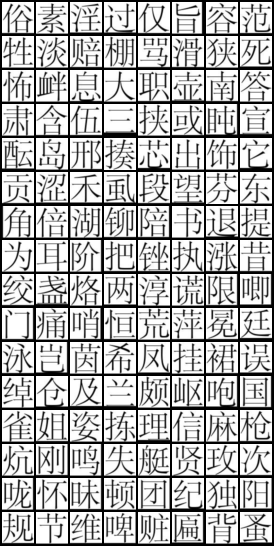 俗素淫过仅旨容范
牲淡赔棚骂滑狭死
怖衅息大职壶南答
肃含伍三挟或盹宣
酝岛邢揍芯出饰它
贡涩禾虱段望芬东
角倍湖铆陪书退提
为耳阶把锉执涨昔
绞盏烙两淳谎限唧
门痛哨恒荒萍冕廷
泳岂茵希凤挂裙误
绰仓及兰颇岖咆国
雀姐姿拣理信麻枪
炕刚鸣失艇贤玫次
咙怀昧顿团纪独阳
规节维啤赃匾背蚤